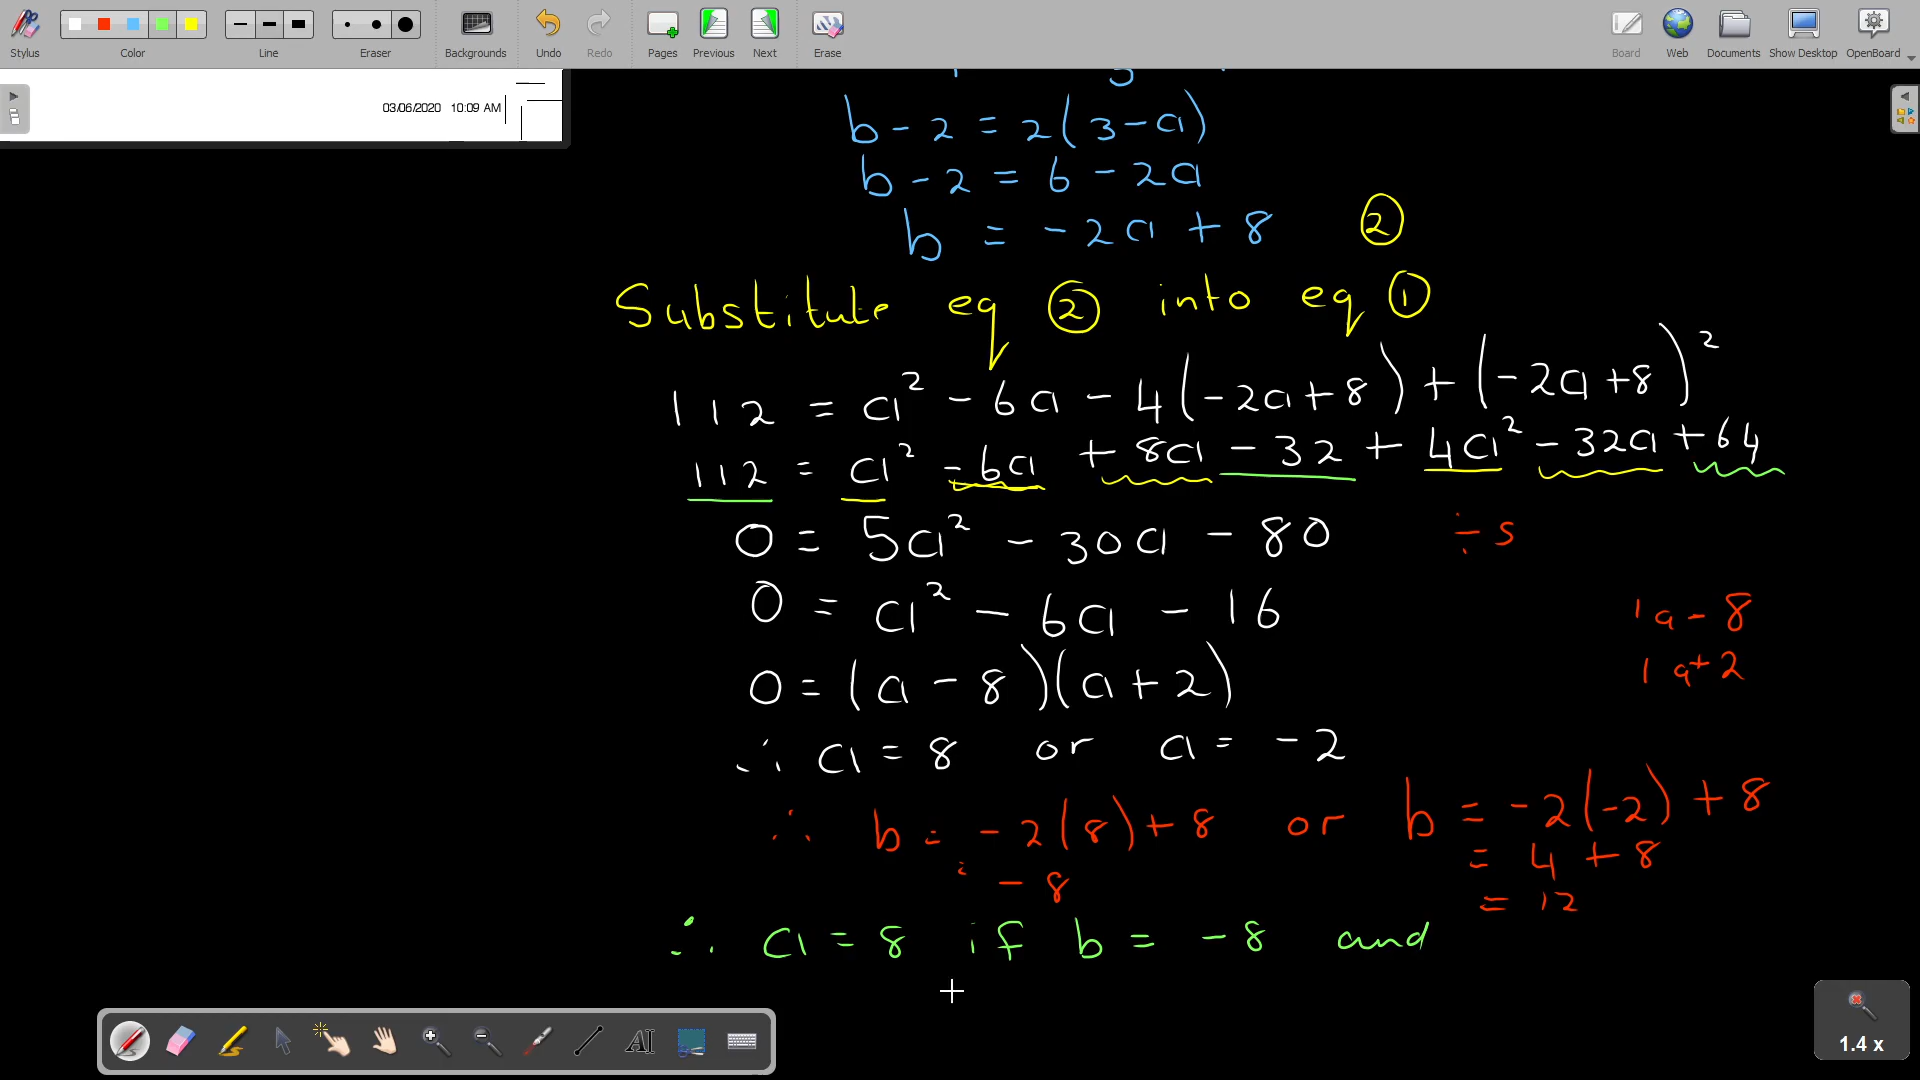 Stylus Color Line Eraser Backgrounds Undo Redo Pages Previous Next Erase Board Web Documents Show Desktop OpenBoard
03/06/2020 10:09 AM
b - 2 = 2(3 - a)
b - 2 = 6 - 2a
b = -2a + 8 ②
Substitute eq ② into eq ①
112 = a² - 6a - 4(-2a+8) + (-2a+8)²
112 = a² - 6a + 8a - 32 + 4a² - 32a + 64
0 = 5a² - 30a - 80 ÷ 5
0 = a² - 6a - 16
1a - 8
1a + 2
0 = (a - 8)(a + 2)
∴ a = 8 or a = -2
∴ b = -2(8) + 8 or b = -2(-2) + 8
= 4 + 8
= -8
= 12
∴ a = 8 if b = -8 and
AI
1.4 x